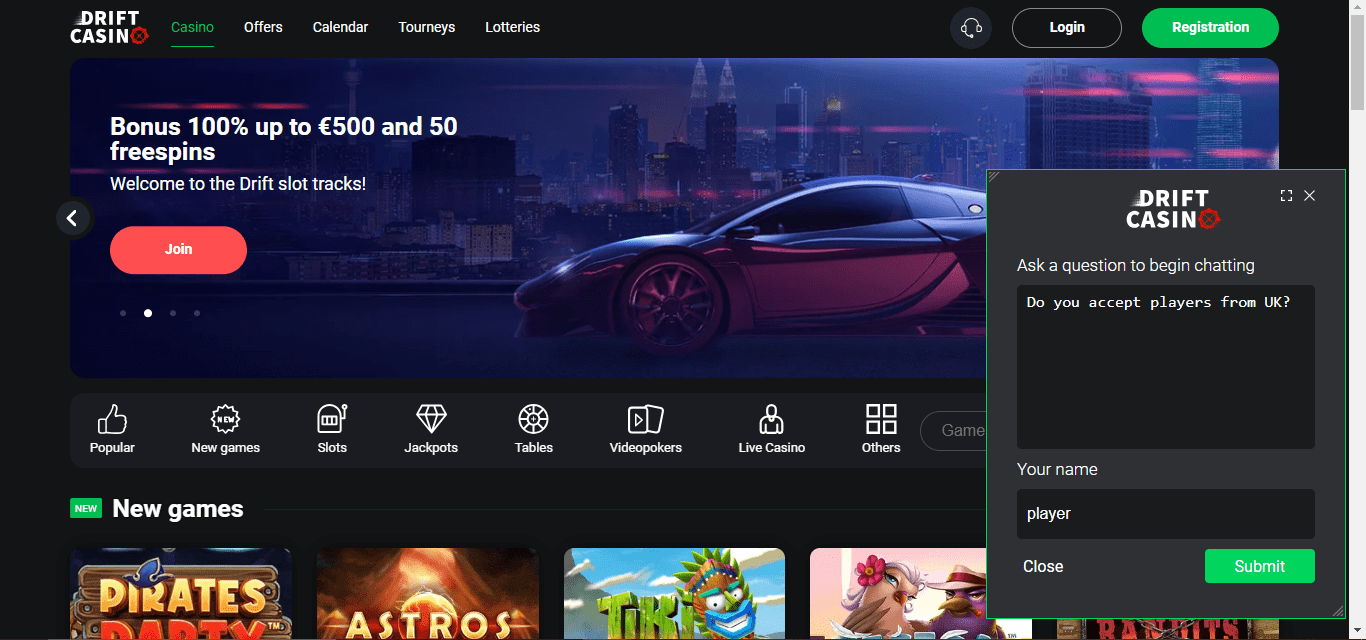 DRIFT
CASINO
Casino
Offers
Calendar
Tourneys
Lotteries
Login
Registration
Bonus 100% up to €500 and 50
freespins
Welcome to the Drift slot tracks!
Join
DRIFT
CASINO
Ask a question to begin chatting
Do you accept players from UK?
Your name
player
Close
Submit
Popular
NEW
New games
Slots
Jackpots
Tables
Videopokers
Live Casino
Others
Game
NEW
New games
PIRATES
PARTY™
ASTROS
TIKI
™
BANDITS